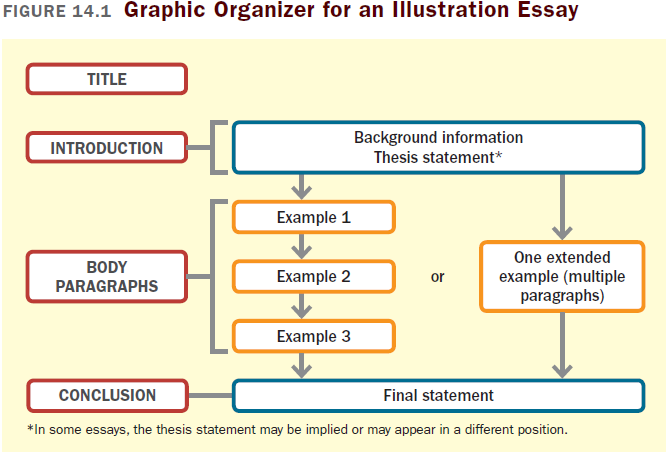 FIGURE 14.1 Graphic Organizer for an Illustration Essay
TITLE
INTRODUCTION
Background information
Thesis statement*
BODY
PARAGRAPHS
Example 1
Example 2
Example 3
or
One extended
example (multiple
paragraphs)
CONCLUSION
Final statement
*In some essays, the thesis statement may be implied or may appear in a different position.